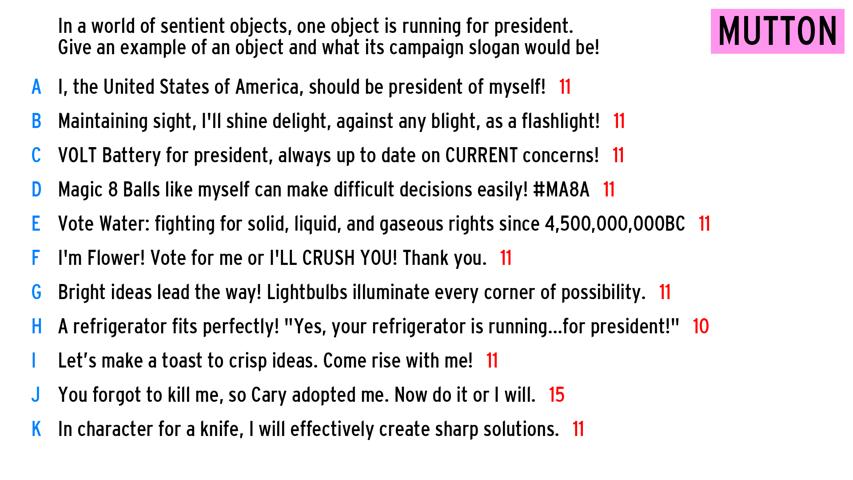 In a world of sentient objects, one object is running for president.
Give an example of an object and what its campaign slogan would be!
MUTTON
A I, the United States of America, should be president of myself! 11
B Maintaining sight, I'll shine delight, against any blight, as a flashlight! 11
C VOLT Battery for president, always up to date on CURRENT concerns! 11
D Magic 8 Balls like myself can make difficult decisions easily! #MA8A 11
E Vote Water: fighting for solid, liquid, and gaseous rights since 4,500,000,000BC 11
F I'm Flower! Vote for me or I'LL CRUSH YOU! Thank you. 11
G Bright ideas lead the way! Lightbulbs illuminate every corner of possibility. 11
H A refrigerator fits perfectly! "Yes, your refrigerator is running...for president!" 10
I Let’s make a toast to crisp ideas. Come rise with me! 11
J You forgot to kill me, so Cary adopted me. Now do it or I will. 15
K In character for a knife, I will effectively create sharp solutions. 11